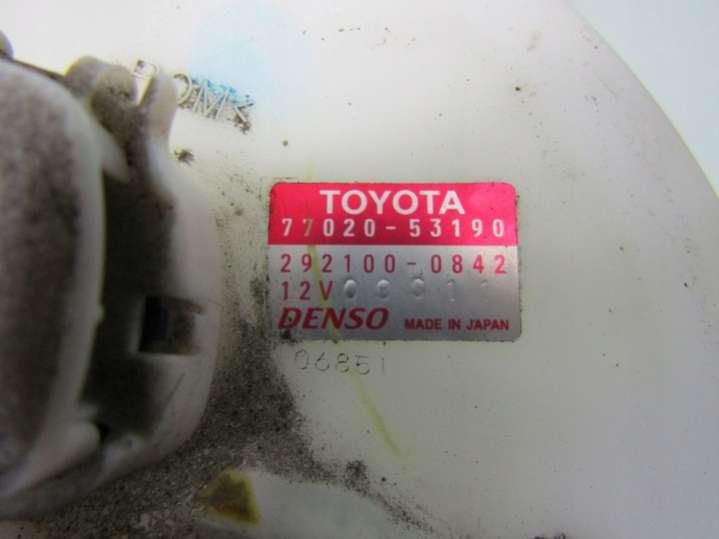 TOYOTA
77020-53190
292100-0842
12V
DENSO MADE IN JAPAN
06851